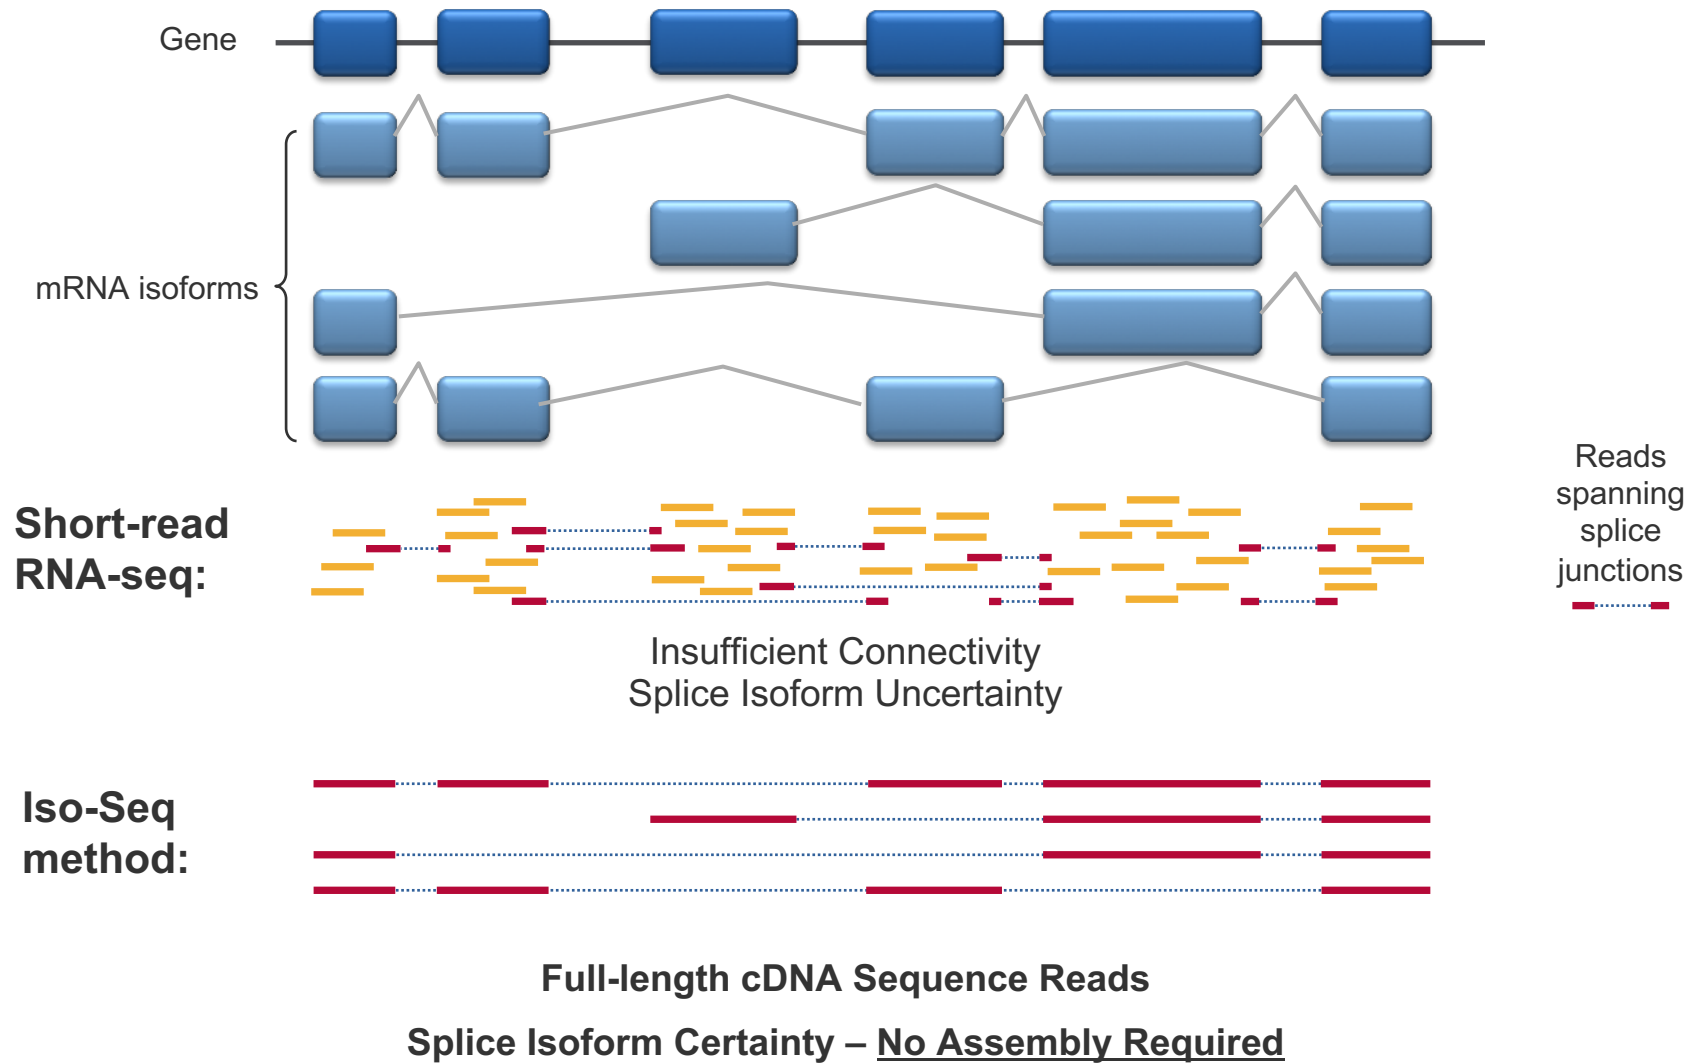 Gene
mRNA isoforms
Short-read
RNA-seq:
Reads
spanning
splice
junctions
Insufficient Connectivity
Splice Isoform Uncertainty
Iso-Seq
method:
Full-length cDNA Sequence Reads
Splice Isoform Certainty – No Assembly Required